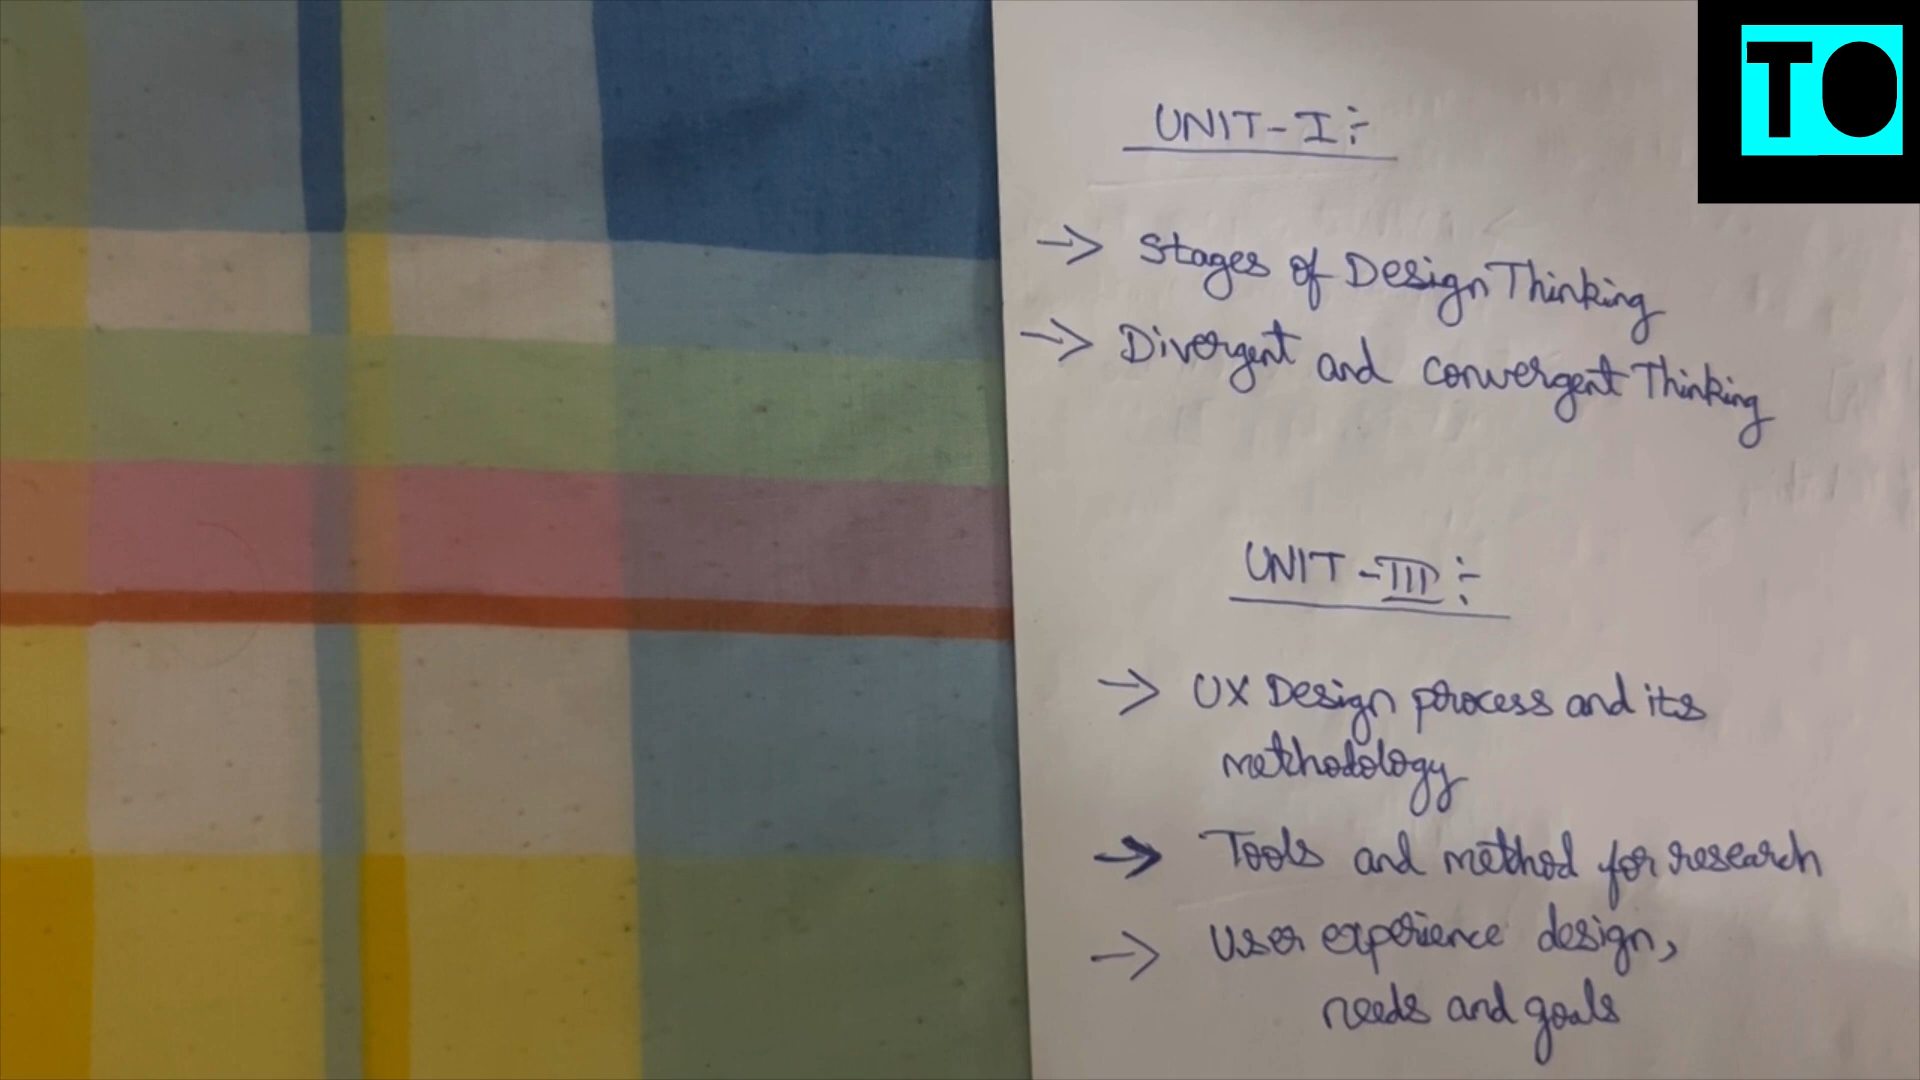 TO
UNIT-I:-
→ Stages of Design Thinking
→ Divergent and convergent Thinking
UNIT-III:-
→ UX Design process and its
methodology
→ Tools and method for research
→ User experience design,
needs and goals